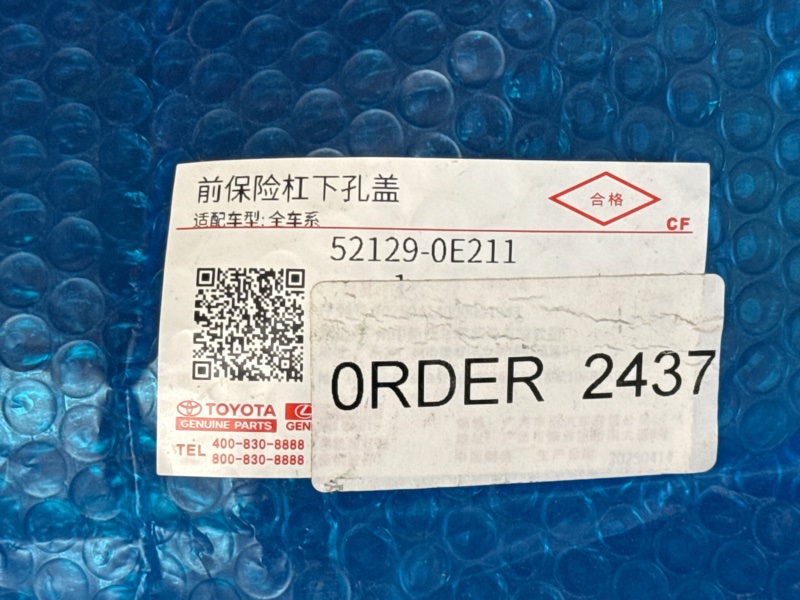 前保险杠下孔盖
合格
适配车型:全车系
CF
52129-0E211
0RDER 2437
TOYOTA
GENUINE PARTS
GEN
TEL 400-830-8888
800-830-8888